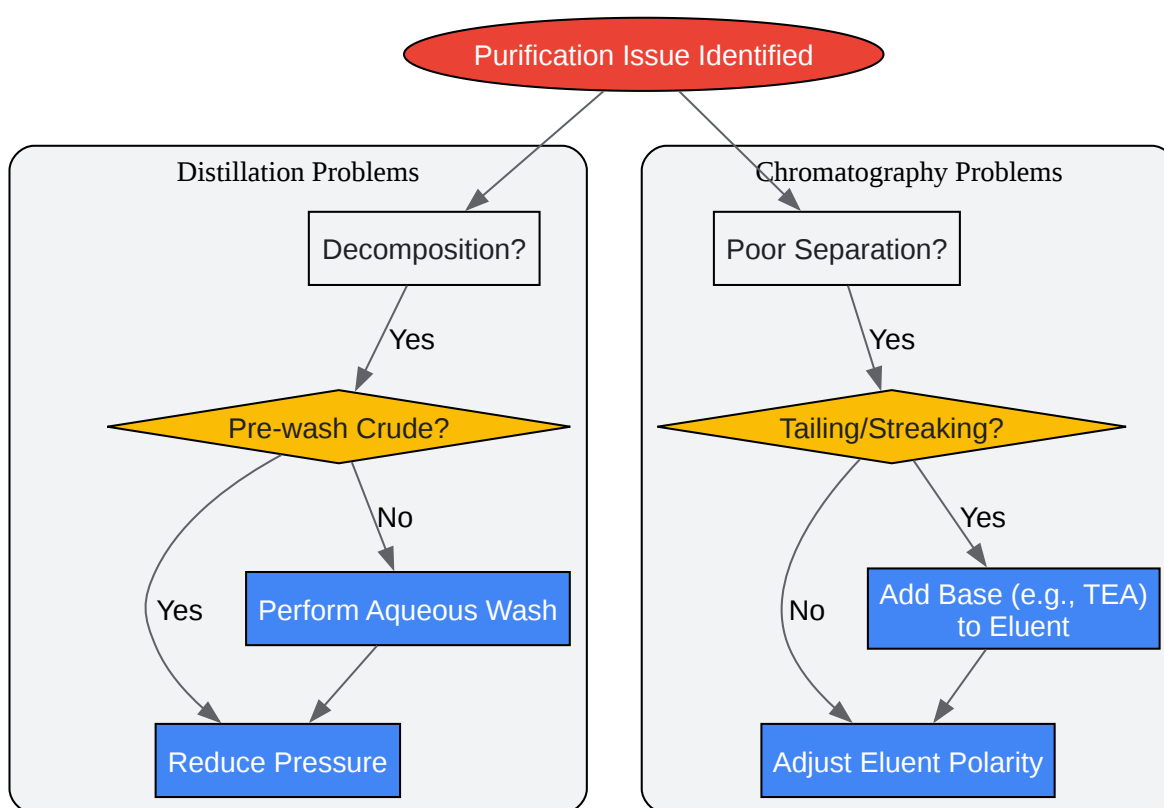 Purification Issue Identified
Distillation Problems
Chromatography Problems
Decomposition?
Poor Separation?
Yes
Yes
Pre-wash Crude?
Tailing/Streaking?
No
Yes
Perform Aqueous Wash
Add Base (e.g., TEA)
to Eluent
Yes
No
Reduce Pressure
Adjust Eluent Polarity